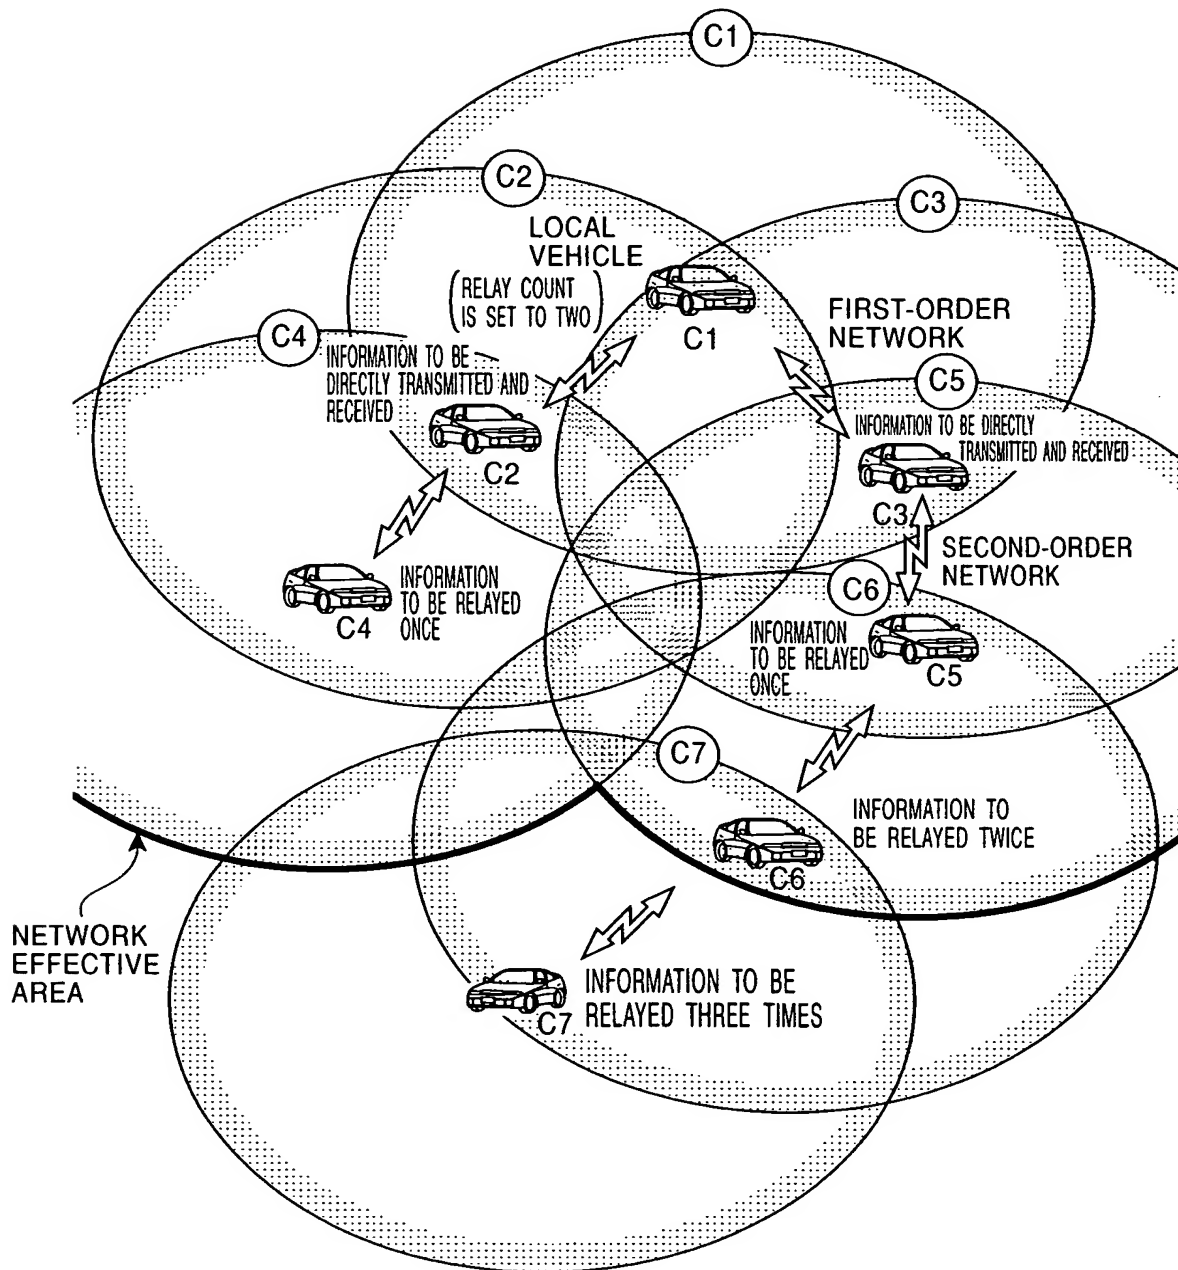 C1
C2
C3
LOCAL
VEHICLE
(RELAY COUNT
IS SET TO TWO)
C1
FIRST-ORDER
NETWORK
C4
INFORMATION TO BE
DIRECTLY TRANSMITTED AND
RECEIVED
C2
C5
INFORMATION TO BE DIRECTLY
TRANSMITTED AND RECEIVED
C3
SECOND-ORDER
NETWORK
C4
INFORMATION
TO BE RELAYED
ONCE
C6
INFORMATION
TO BE RELAYED
ONCE
C5
C7
INFORMATION TO
BE RELAYED TWICE
C6
NETWORK
EFFECTIVE
AREA
C7
INFORMATION TO BE
RELAYED THREE TIMES